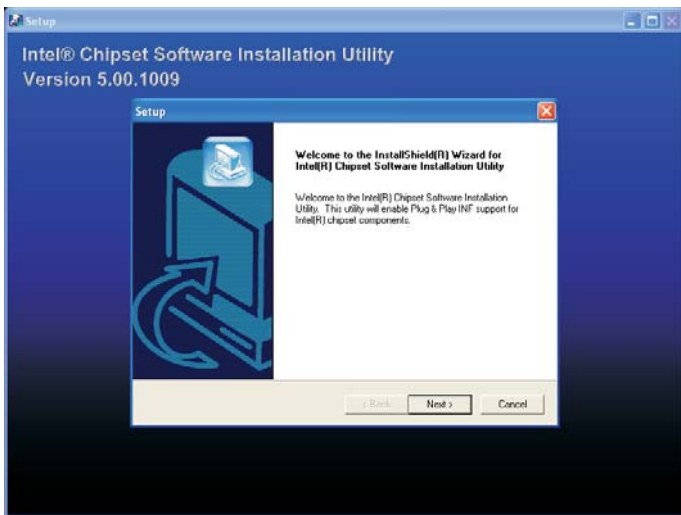 Setup
Intel® Chipset Software Installation Utility
Version 5.00.1009
Setup
Welcome to the InstallShield(R) Wizard for
Intel(R) Chipset Software Installation Utility
Welcome to the Intel(R) Chipset Software Installation
Utility. This utility will enable Plug & Play INF support for
Intel(R) chipset components.
< Back
Next >
Cancel